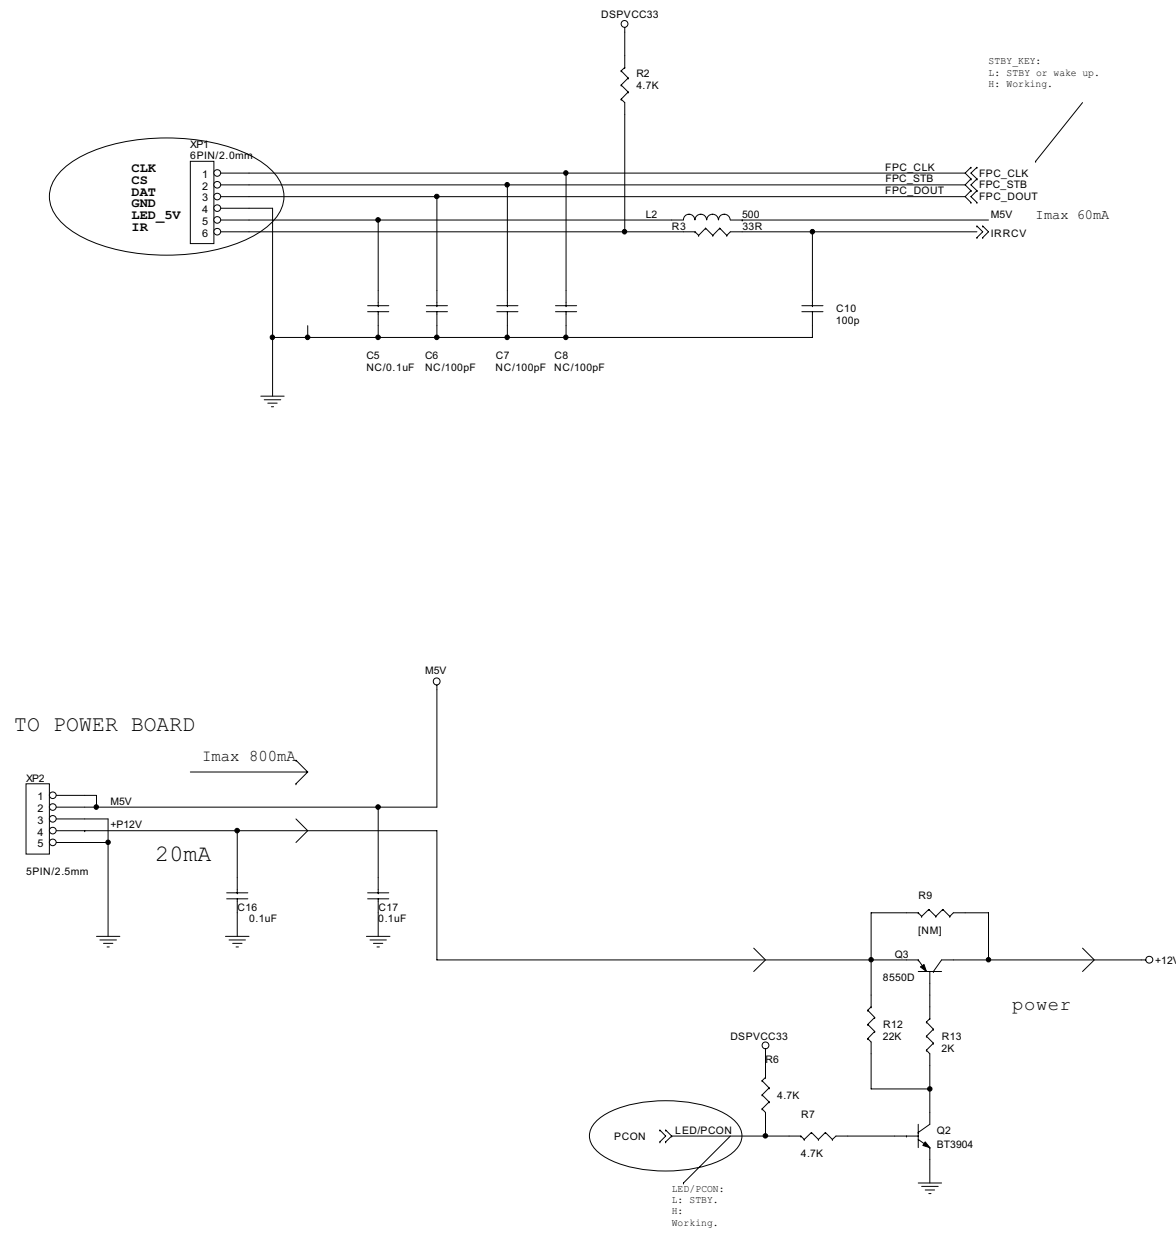 DSPVCC33
R2
4.7K
STBY_KEY:
L: STBY or wake up.
H: Working.
XP1
6PIN/2.0mm
CLK
CS
DAT
GND
LED_5V
IR
1
2
3
4
5
6
FPC_CLK
FPC_STB
FPC_DOUT
FPC_CLK
FPC_STB
FPC_DOUT
L2
500
M5V
Imax 60mA
R3
33R
IRRCV
C10
100p
C5
NC/0.1uF
C6
NC/100pF
C7
NC/100pF
C8
NC/100pF
M5V
TO POWER BOARD
Imax 800mA
XP2
1
2
3
4
5
M5V
+P12V
20mA
5PIN/2.5mm
C16
0.1uF
C17
0.1uF
R9
[NM]
Q3
8550D
+12V
power
R12
22K
R13
2K
DSPVCC33
R6
4.7K
R7
4.7K
PCON
LED/PCON
Q2
BT3904
LED/PCON:
L: STBY.
H:
Working.